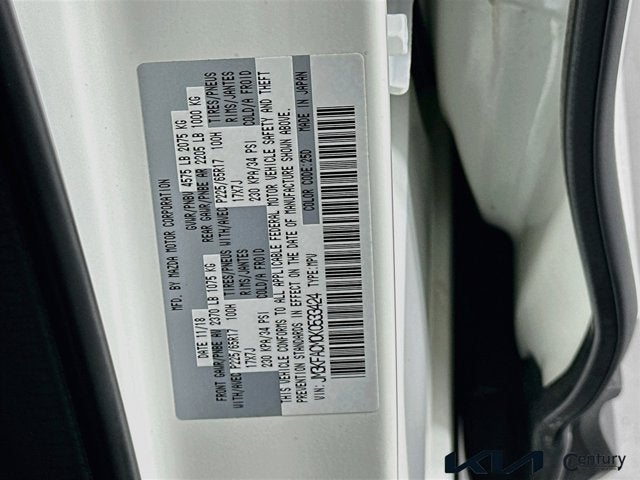 MFD. BY MAZDA MOTOR CORPORATION
DATE 11/18 GVWR/PNBV 4575 LB 2075 KG
FRONT GAWR/PNBE AV 2370 LB 1075 KG REAR GAWR/PNBE AR 2205 LB 1000 KG
WITH/AVEC TIRES/PNEUS WITH/AVEC TIRES/PNEUS
P225/65R17 100H P225/65R17 100H
RIMS/JANTES RIMS/JANTES
17X7J 17X7J
COLD/A FROID COLD/A FROID
230 KPA/34 PSI 230 KPA/34 PSI
THIS VEHICLE CONFORMS TO ALL APPLICABLE FEDERAL MOTOR VEHICLE SAFETY AND THEFT
PREVENTION STANDARDS IN EFFECT ON THE DATE OF MANUFACTURE SHOWN ABOVE.
VIN: TYPE: MPV
COLOR CODE: 25D MADE IN JAPAN
KIA Century